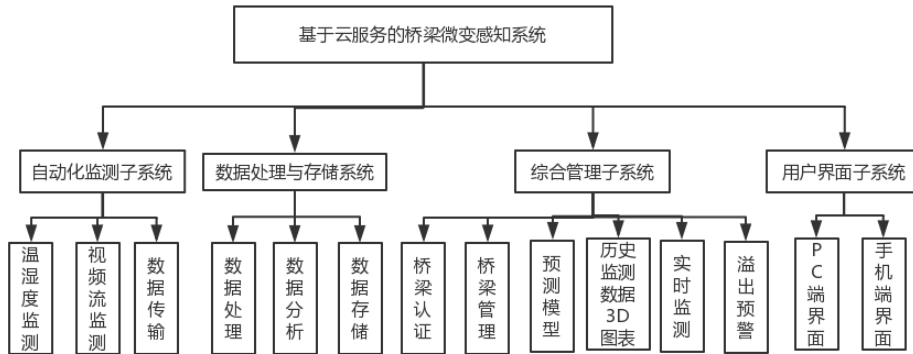 基于云服务的桥梁微变感知系统
自动化监测子系统
数据处理与存储系统
综合管理子系统
用户界面子系统
温湿度监测
视频流监测
数据传输
数据处理
数据分析
数据存储
桥梁认证
桥梁管理
预测模型
历史
监测
数据
3D
图表
实时监测
溢出预警
PC端界面
手机端界面